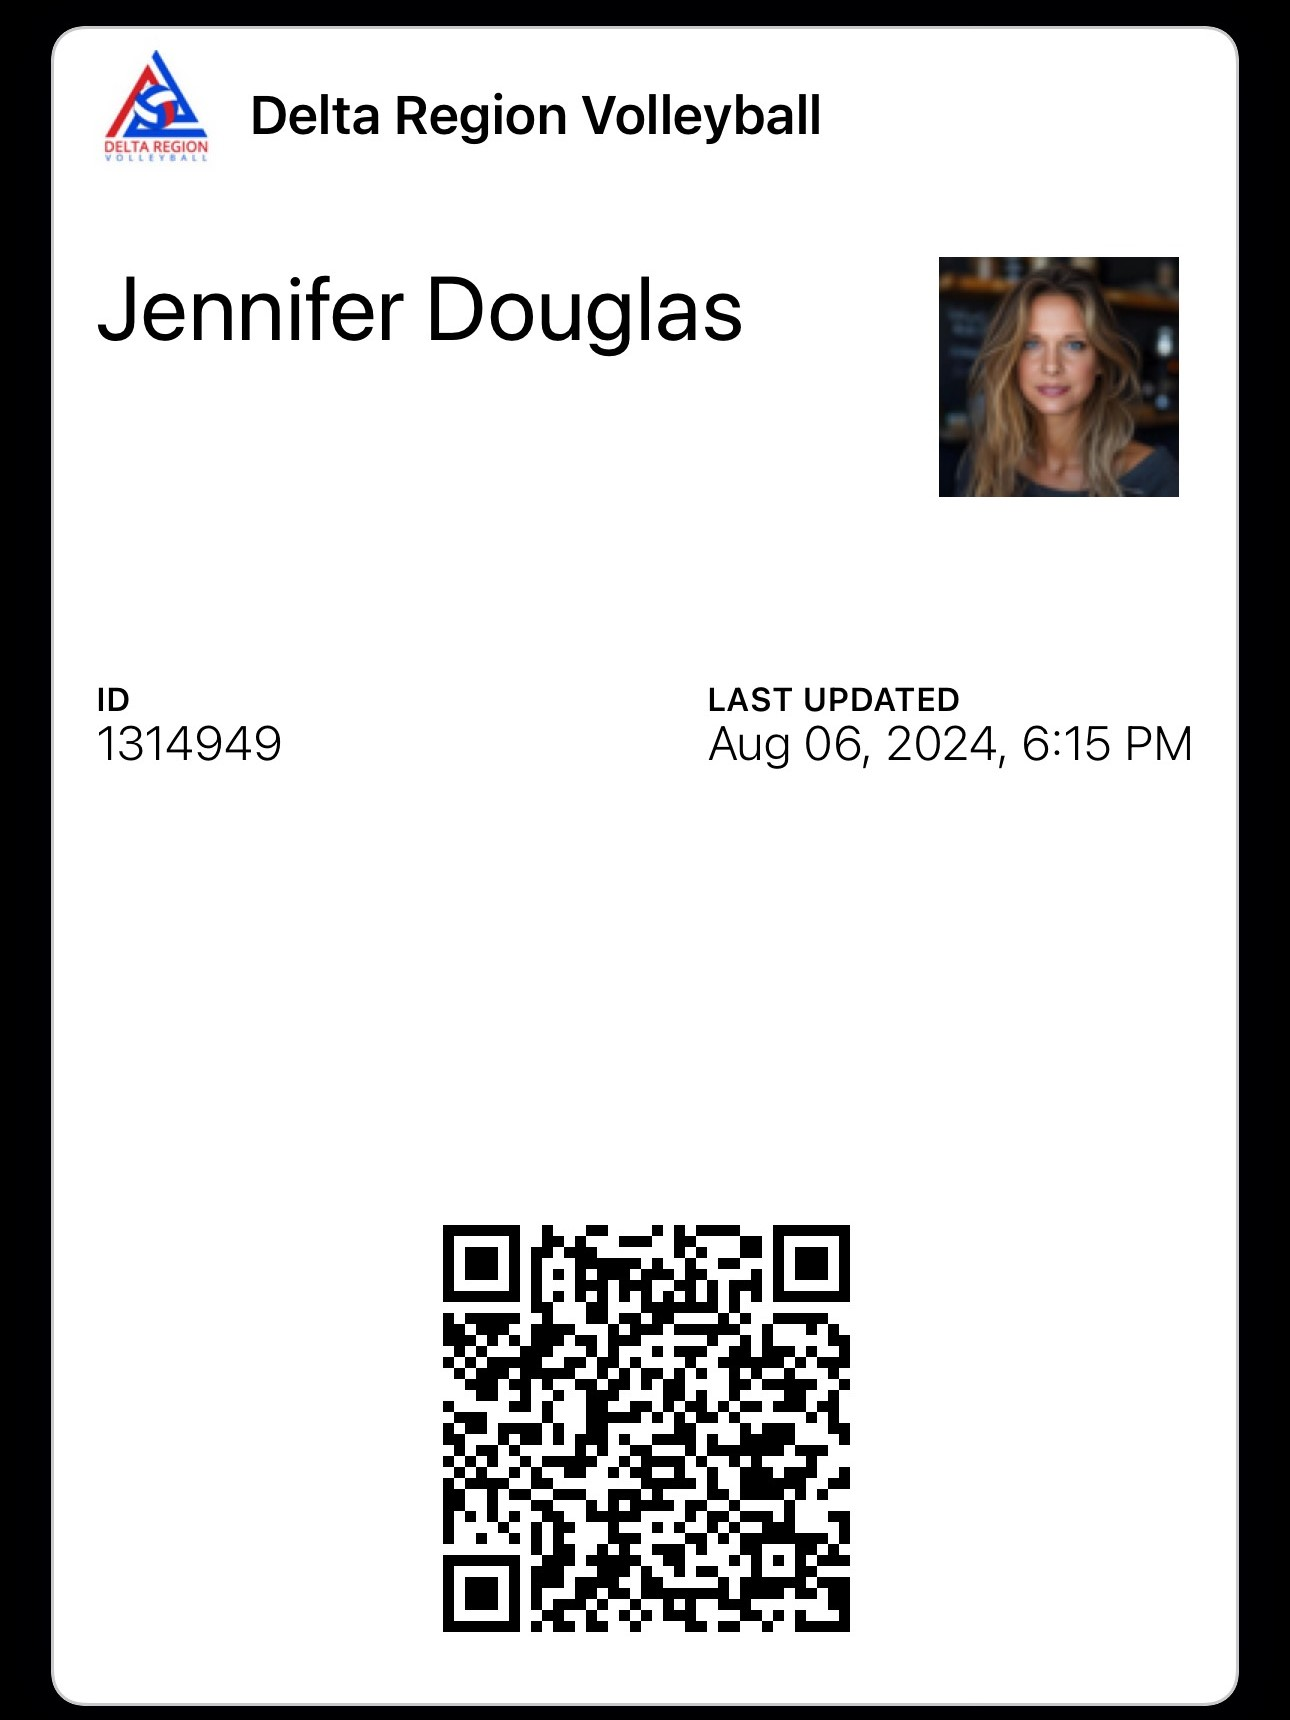 DELTA REGION
VOLLEYBALL
Delta Region Volleyball
Jennifer Douglas
ID
1314949
LAST UPDATED
Aug 06, 2024, 6:15 PM